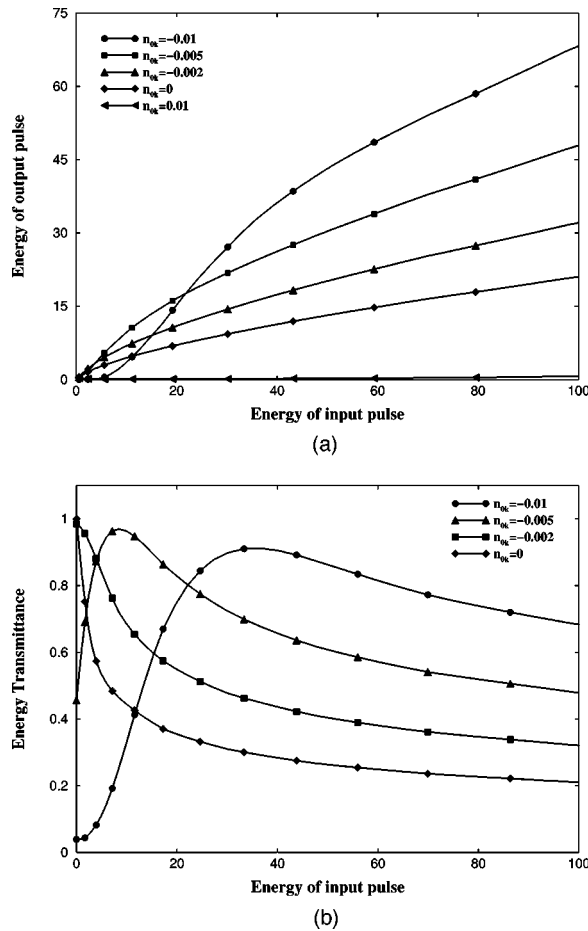 75
60
45
30
15
0
Energy of output pulse
n0k=−0.01
n0k=−0.005
n0k=−0.002
n0k=0
n0k=0.01
0 20 40 60 80 100
Energy of input pulse
(a)
1
0.8
0.6
0.4
0.2
0
Energy Transmittance
n0k=−0.01
n0k=−0.005
n0k=−0.002
n0k=0
0 20 40 60 80 100
Energy of input pulse
(b)